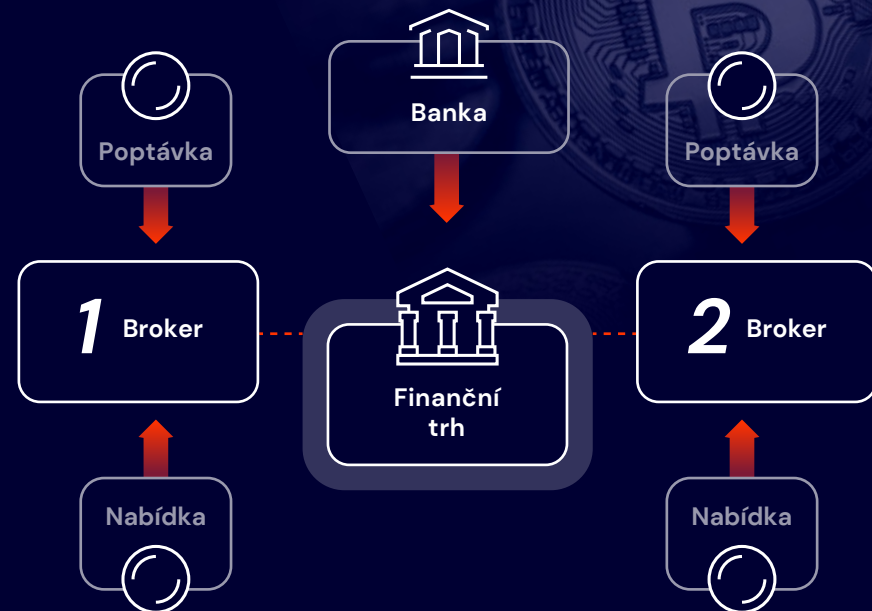 Banka
Poptávka
Poptávka
1 Broker
2 Broker
Finanční
trh
Nabídka
Nabídka